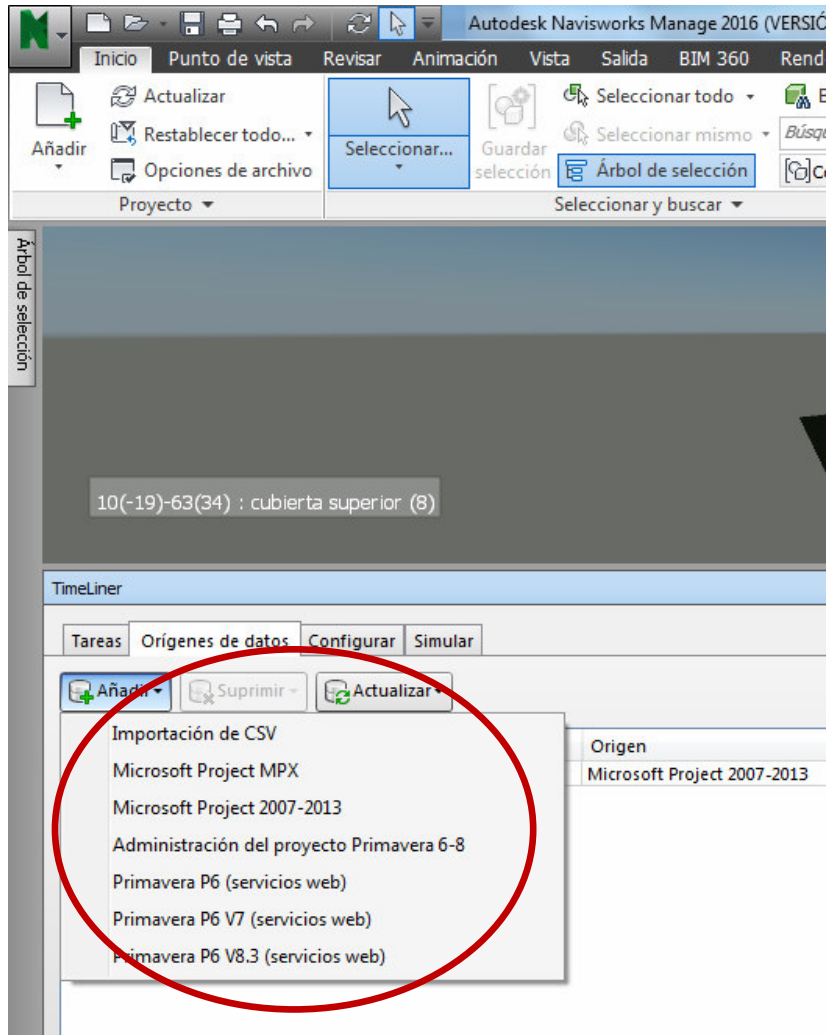 Autodesk Navisworks Manage 2016 (VERSIÓ
Inicio Punto de vista Revisar Animación Vista Salida BIM 360 Rend
Añadir
Actualizar
Restablecer todo...
Opciones de archivo
Seleccionar...
Guardar
selección
Seleccionar todo
Seleccionar mismo
Árbol de selección
Búsqu
Proyecto
Seleccionar y buscar
Árbol de selección
10(-19)-63(34) : cubierta superior (8)
TimeLiner
Tareas Orígenes de datos Configurar Simular
Añadir Suprimir Actualizar
Importación de CSV
Microsoft Project MPX
Microsoft Project 2007-2013
Administración del proyecto Primavera 6-8
Primavera P6 (servicios web)
Primavera P6 V7 (servicios web)
Primavera P6 V8.3 (servicios web)
Origen
Microsoft Project 2007-2013